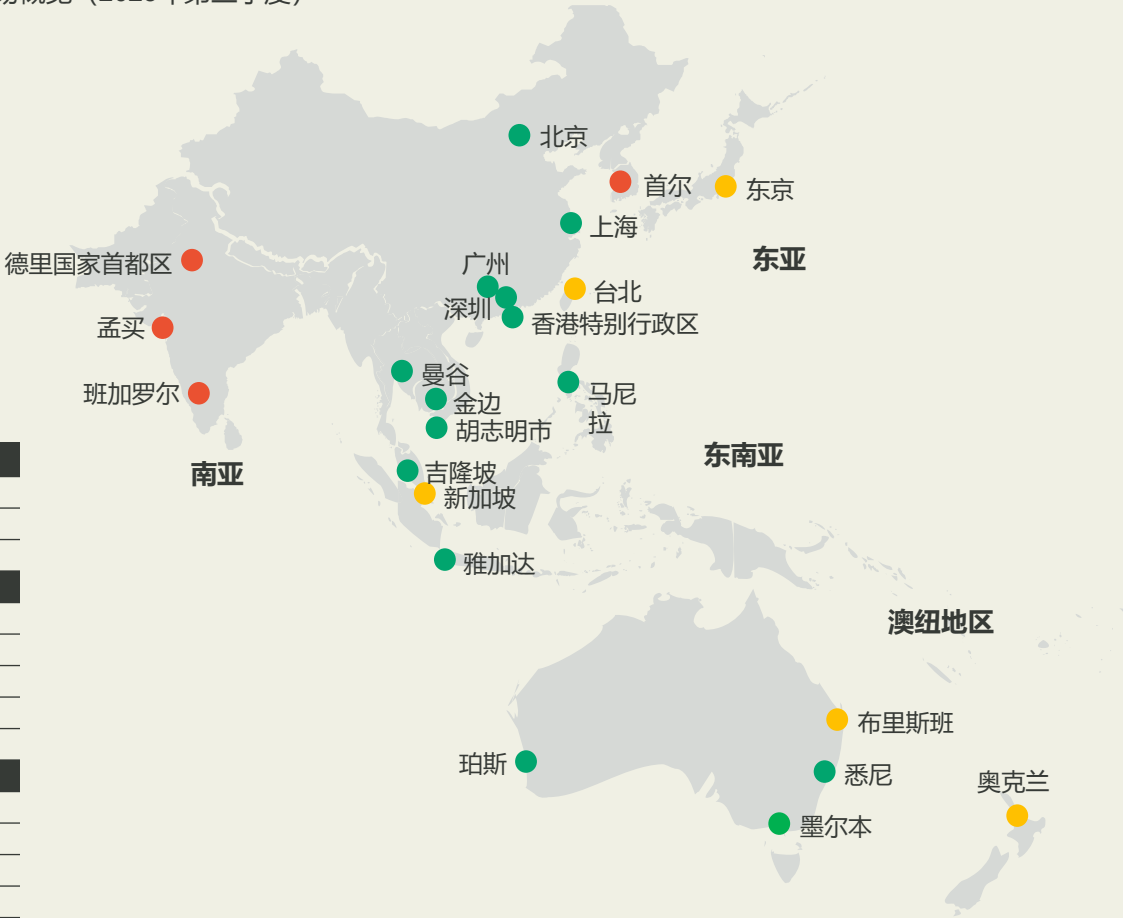 北京
首尔
东京
上海
东亚
德里国家首都区
广州
台北
深圳
香港特别行政区
孟买
曼谷
班加罗尔
金边
马尼
拉
胡志明市
东南亚
南亚
吉隆坡
新加坡
雅加达
澳纽地区
布里斯班
珀斯
悉尼
奥克兰
墨尔本